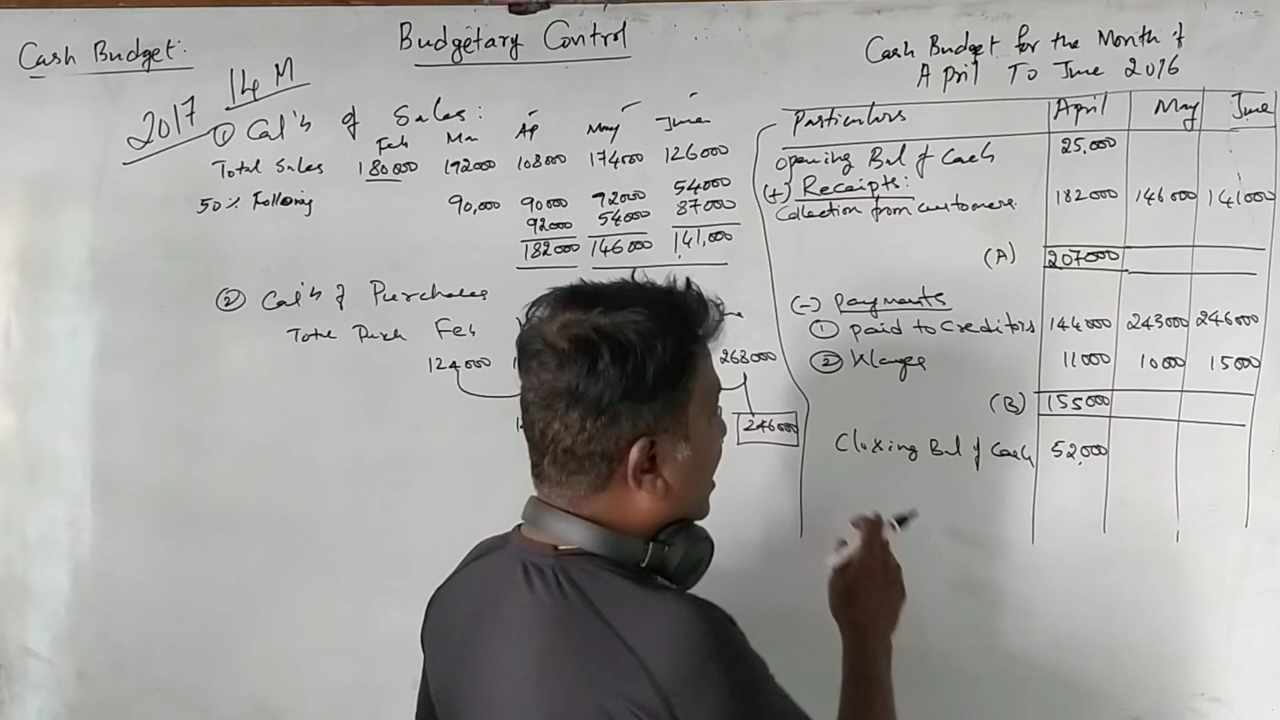 Cash Budget:
Budgetary Control
2017 14 M
① Cal's of Sales:
Feb Mar AP May June
Total Sales 180000 192000 108000 174000 126000
50% Following 90,000 90000 92000 54000
92000 54000 87000
182000 146000 141,000
② Cal's of Purchases
Total Purch Feb
124000 268000
246000
Cash Budget for the Month of
April To June 2016
Particulars April May June
Opening Bal of Cash 25,000
(+) Receipts:
Collection from customers 182000 146000 141000
(A) 207000
(-) Payments
① Paid to Creditors 144000 243000 246000
② Wages 11000 10000 15000
(B) 155000
Closing Bal of Cash 52,000